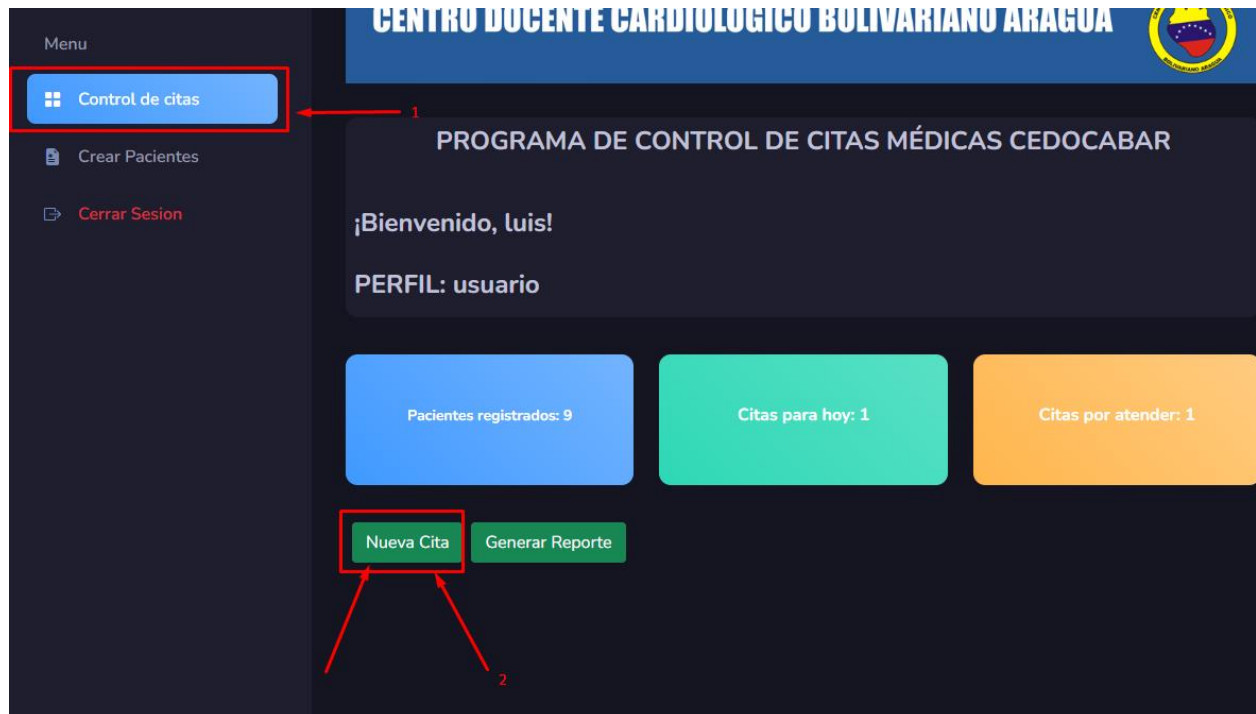 CENTRO DOCENTE CARDIOLOGICO BOLIVARIANO ARAGUA
Menu
Control de citas
1
Crear Pacientes
Cerrar Sesion
PROGRAMA DE CONTROL DE CITAS MÉDICAS CEDOCABAR
¡Bienvenido, luis!
PERFIL: usuario
Pacientes registrados: 9
Citas para hoy: 1
Citas por atender: 1
Nueva Cita
Generar Reporte
2